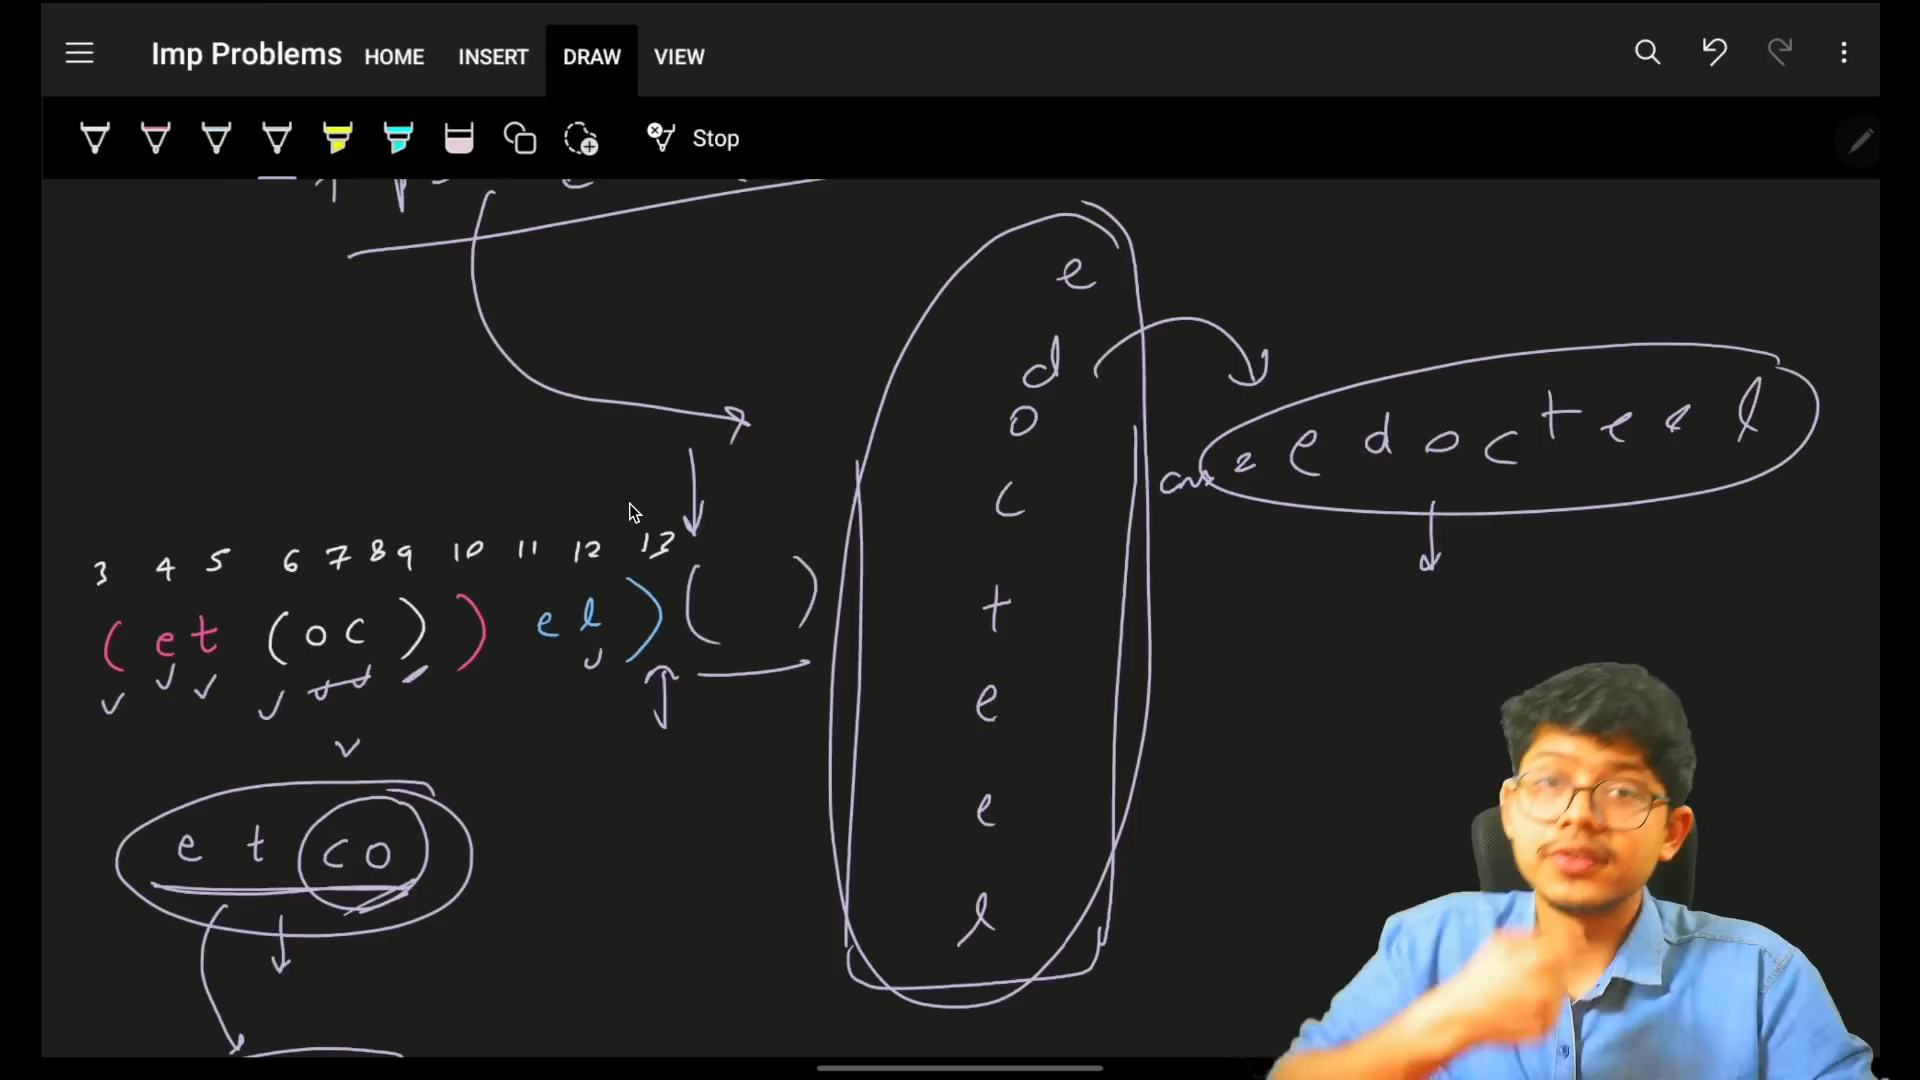 Imp Problems HOME INSERT DRAW VIEW
Stop
e
d
o
c
t
e
e
l
e d o c t e e l
3 4 5 6 7 8 9 10 11 12 13
( e t ( o c ) ) e l ) ( )
e t c o